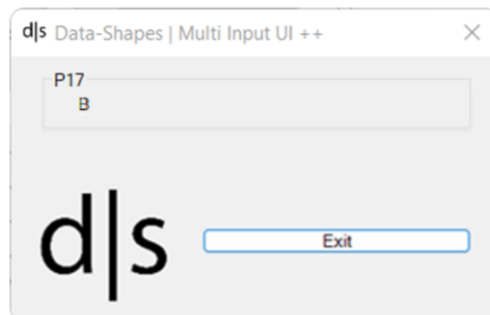 d|s Data-Shapes | Multi Input UI ++
P17
B
d|s
Exit